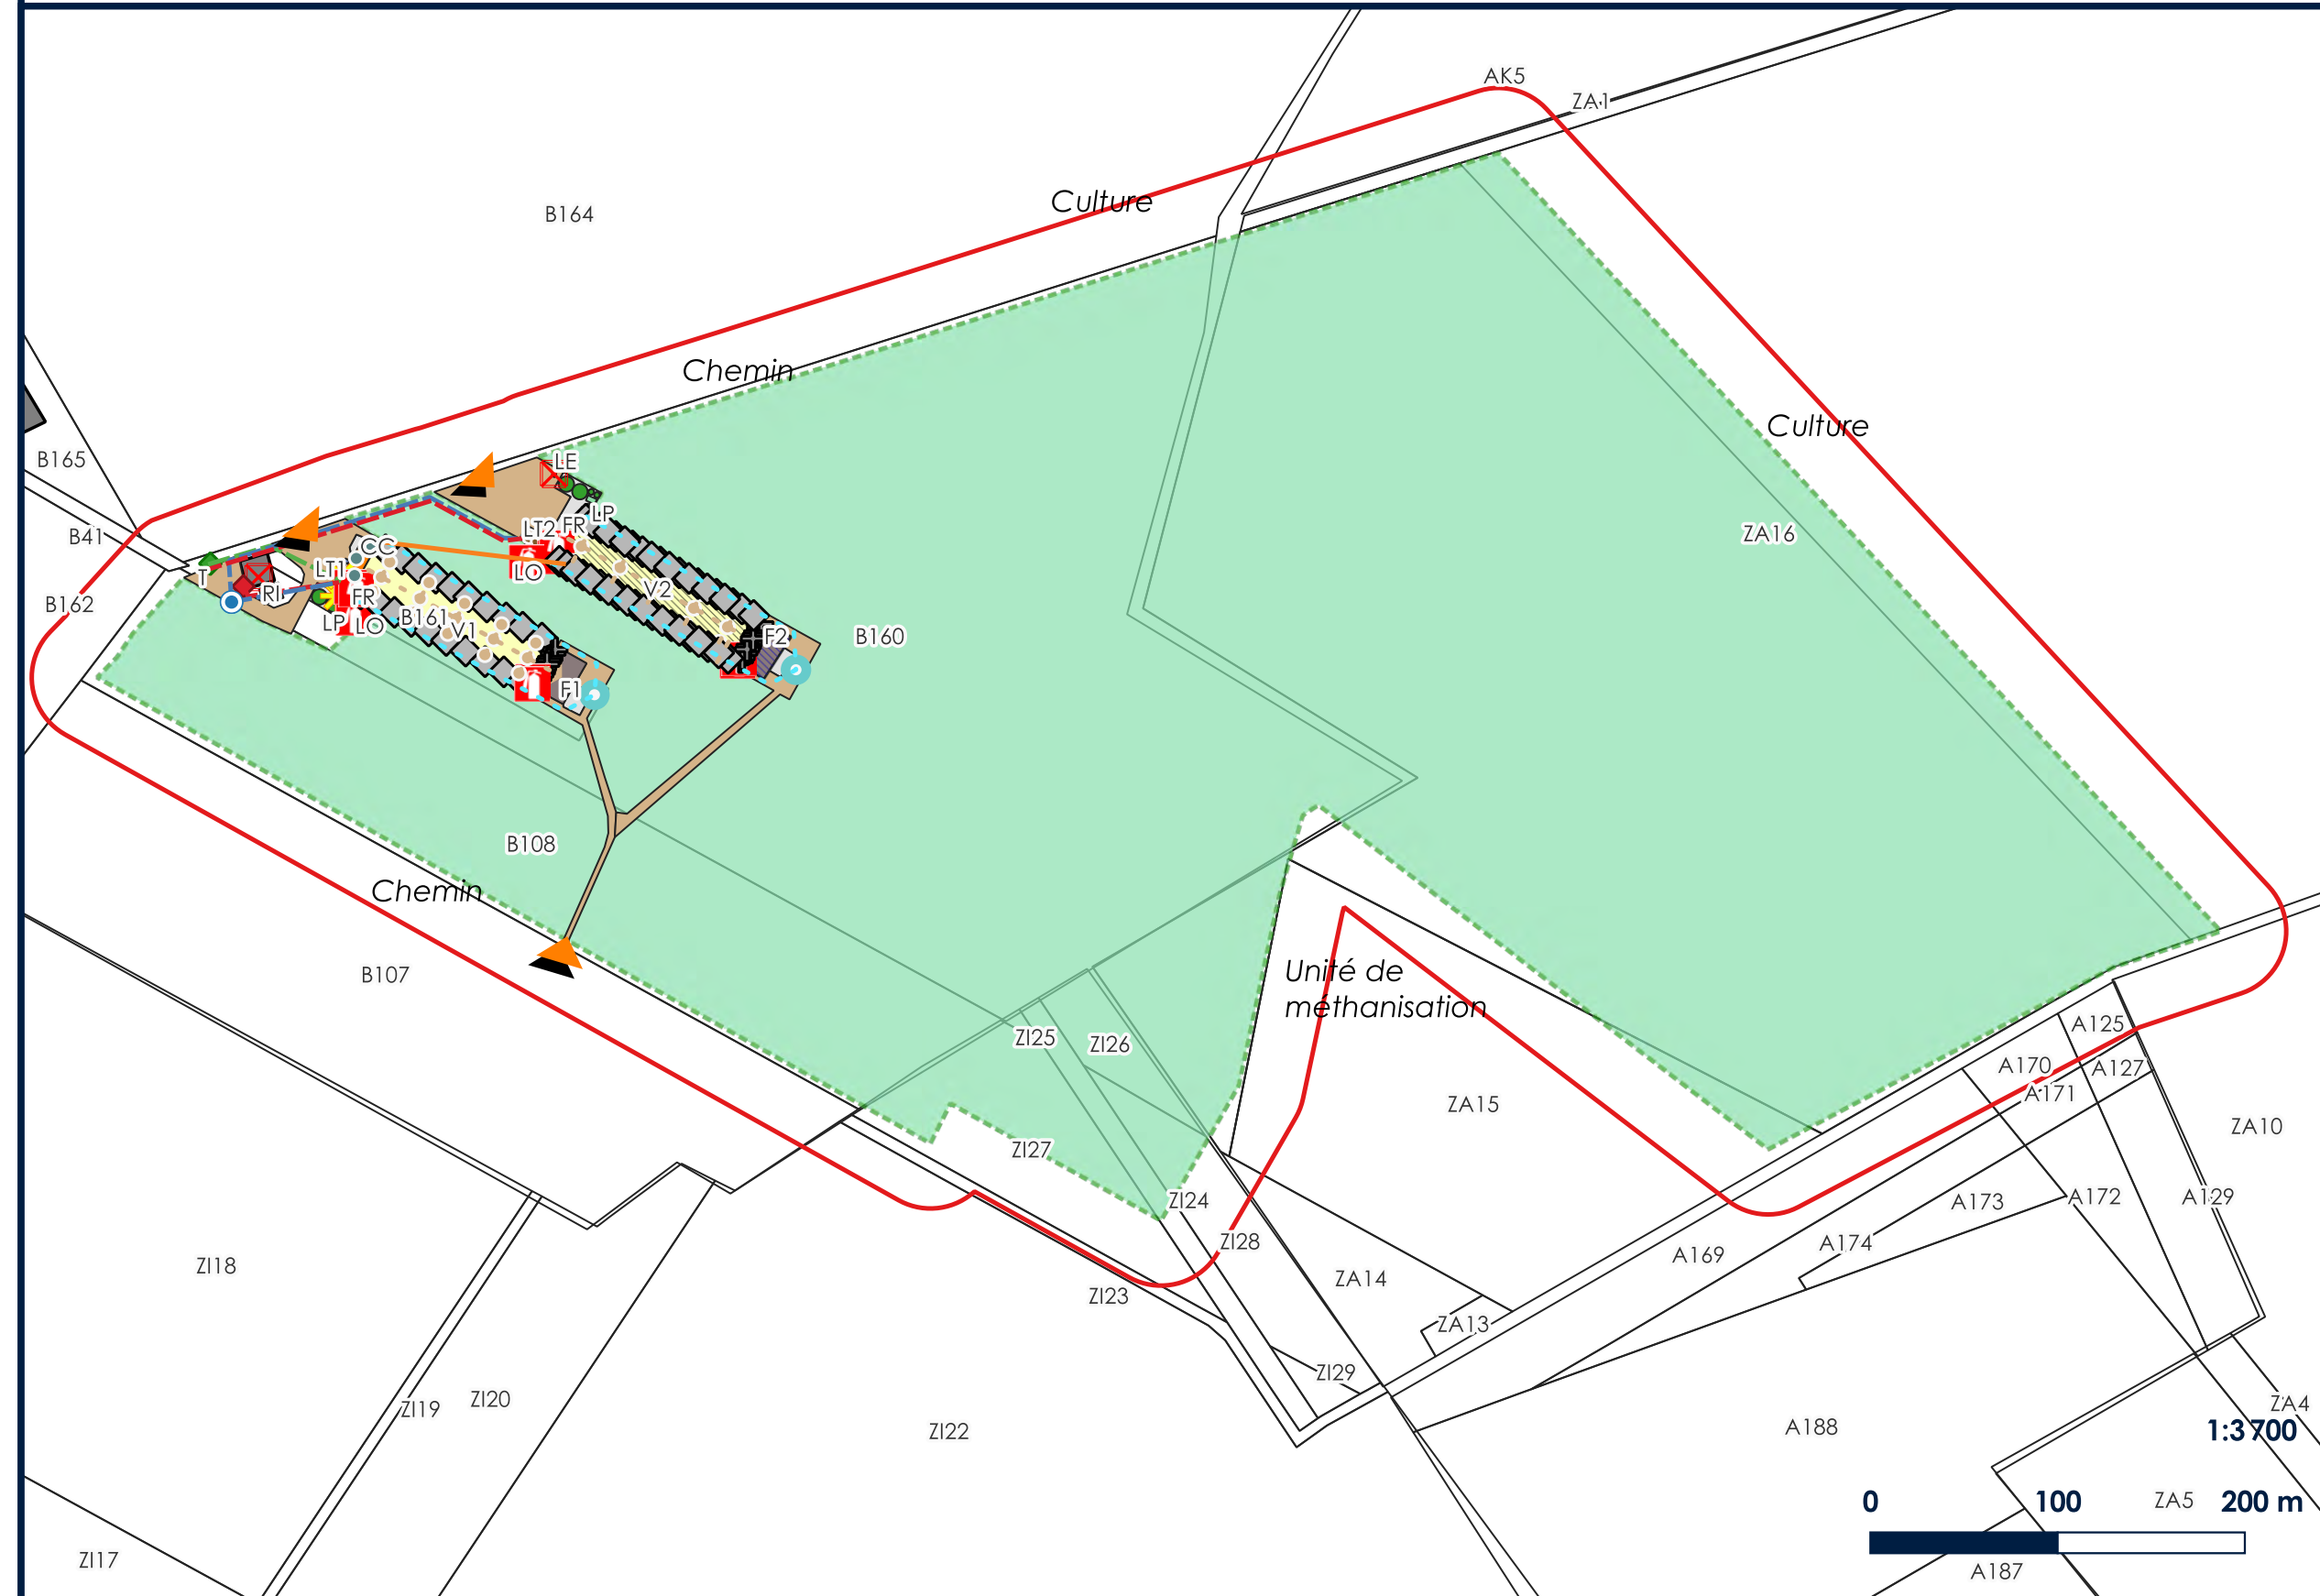 AK5
ZA1
Culture
B164
Chemin
Culture
B165
LE
LP
B41
LT2
FR
ZA16
CC
T
LT1
LO
RI
FR
V2
B162
B161
LP
LO
V1
F2
B160
F1
B108
Chemin
B107
Unité de
méthanisation
ZI25
ZI26
A125
A170
A127
A171
ZA15
ZI27
ZA10
ZI24
A173
A172
A129
ZI28
A174
A169
ZI18
ZA14
ZI23
ZA13
ZI29
ZI20
ZI19
ZA4
ZI22
A188
1:3 700
0
100
ZA5
200 m
ZI17
A187